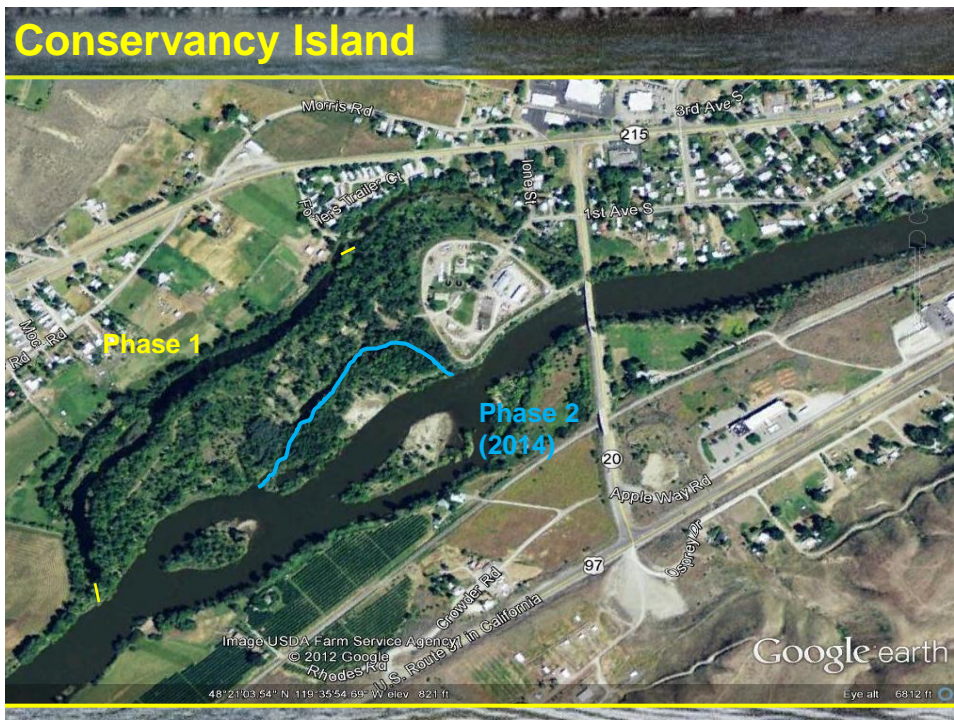 Conservancy Island
Morris Rd
3rd Ave S
215
Trailer Ct
Ione St
1st Ave S
Rd
Rd
Phase 1
Phase 2
(2014)
20
Apple Way Rd
Osprey Dr
97
Crowder Rd
U.S. Route 97 in California
Rhodes Rd
Image USDA Farm Service Agency
© 2012 Google
Google earth
48°21'03.54" N 119°35'54.69" W elev 821 ft
Eye alt 6812 ft